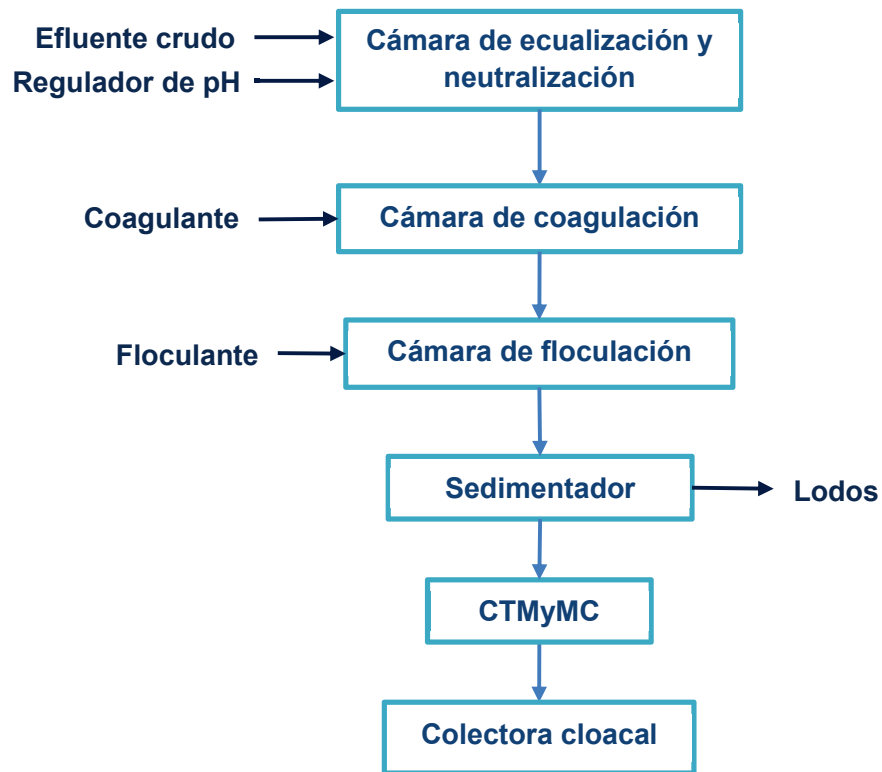 Efluente crudo
Regulador de pH
Cámara de ecualización y
neutralización
Coagulante
Cámara de coagulación
Floculante
Cámara de floculación
Sedimentador
Lodos
CTMyMC
Colectora cloacal